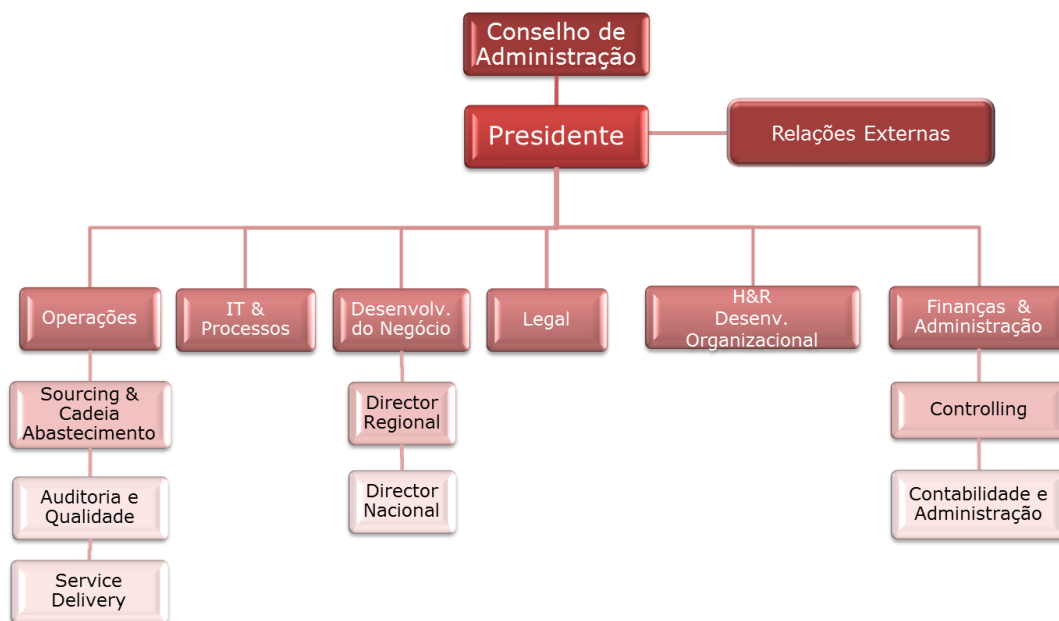 Conselho de
Administração
Presidente
Relações Externas
Operações
IT &
Processos
Desenvolv.
do Negócio
Legal
H&R
Desenv.
Organizacional
Finanças &
Administração
Sourcing &
Cadeia
Abastecimento
Director
Regional
Controlling
Auditoria e
Qualidade
Director
Nacional
Contabilidade e
Administração
Service
Delivery